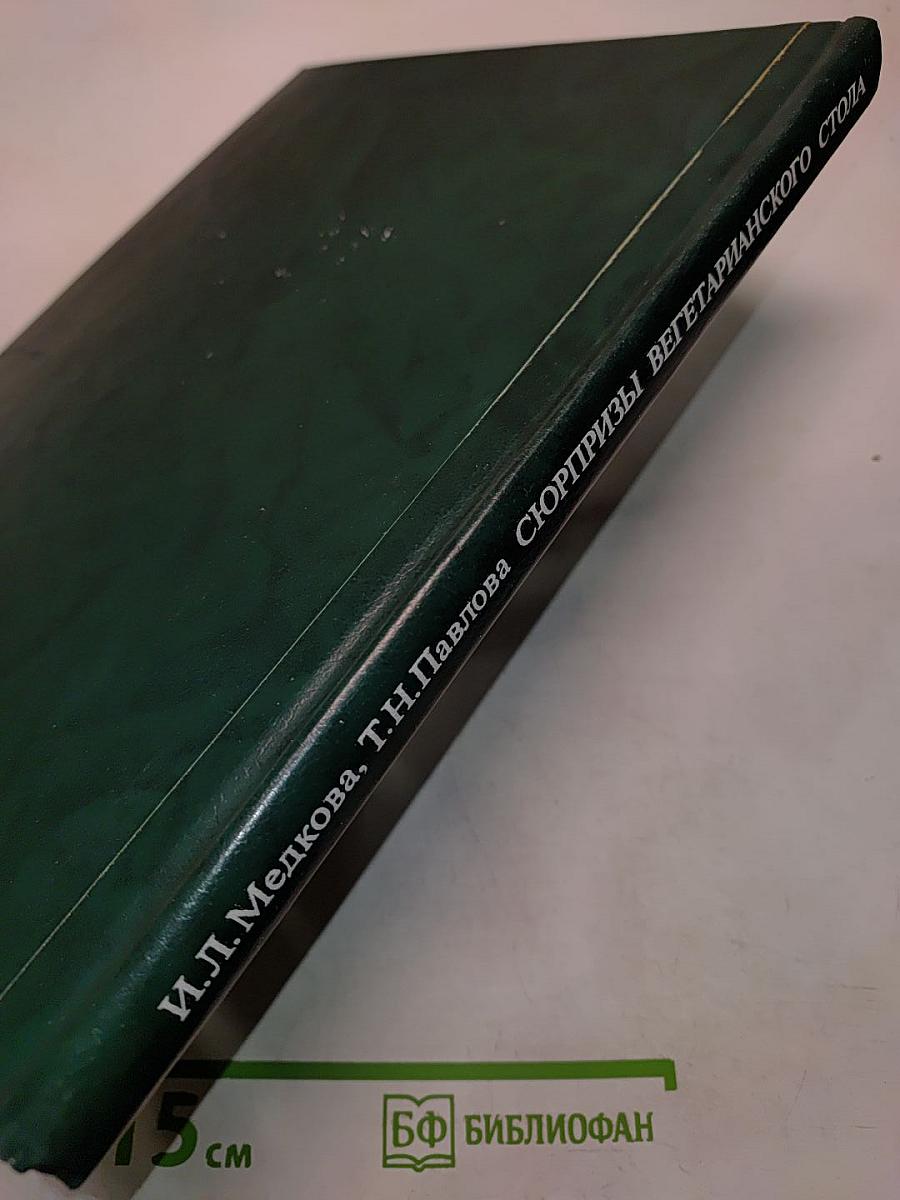 И.Л.Медкова, Т.Н.Павлова СЮРПРИЗЫ ВЕГЕТАРИАНСКОГО СТОЛА
15 см
БФ БИБЛИОФАН